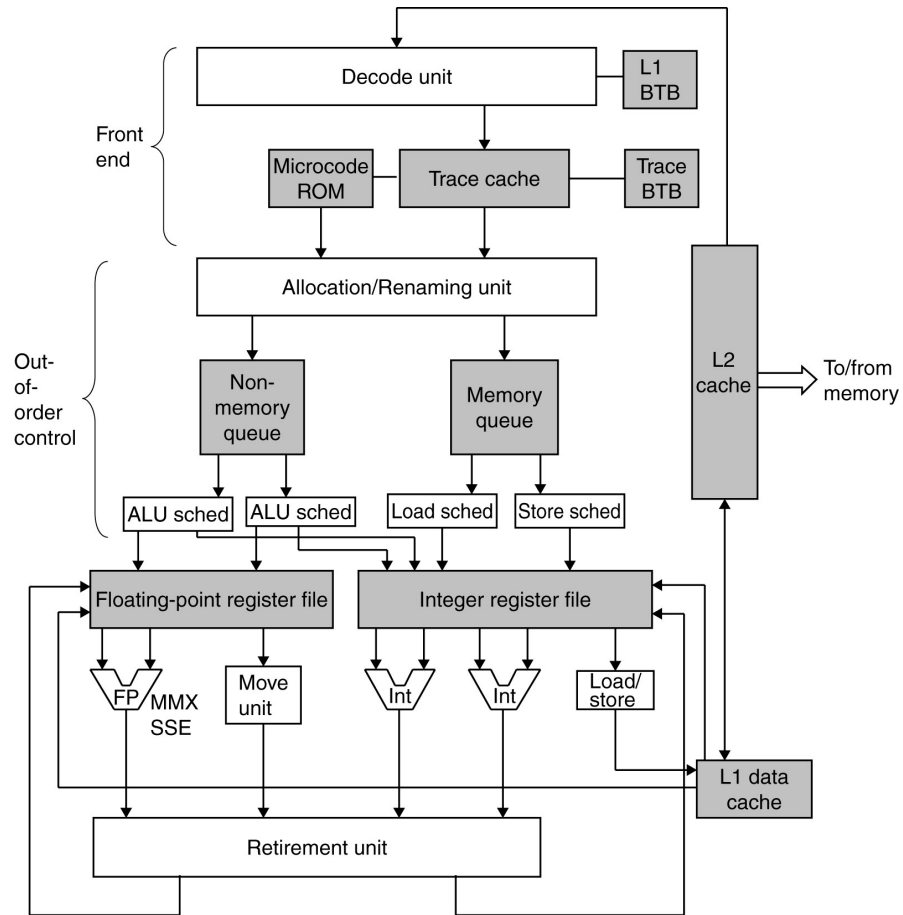 Decode unit
L1
BTB
Front
end
Microcode
ROM
Trace cache
Trace
BTB
Allocation/Renaming unit
Out-
of-
order
control
Non-
memory
queue
Memory
queue
L2
cache
To/from
memory
ALU sched
ALU sched
Load sched
Store sched
Floating-point register file
Integer register file
FP
MMX
SSE
Move
unit
Int
Int
Load/
store
L1 data
cache
Retirement unit